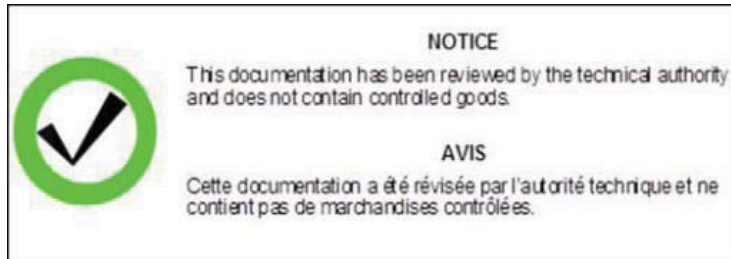 NOTICE
This documentation has been reviewed by the technical authority
and does not contain controlled goods.
AVIS
Cette documentation a été révisée par l'autorité technique et ne
contient pas de marchandises contrôlées.